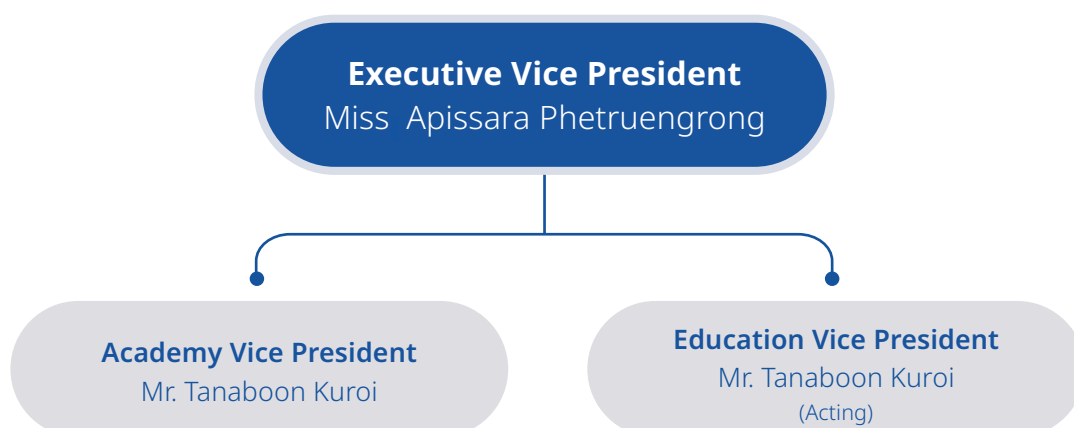 Executive Vice President
Miss  Apissara Phetruengrong
Academy Vice President
Mr. Tanaboon Kuroi
Education Vice President
Mr. Tanaboon Kuroi
(Acting)